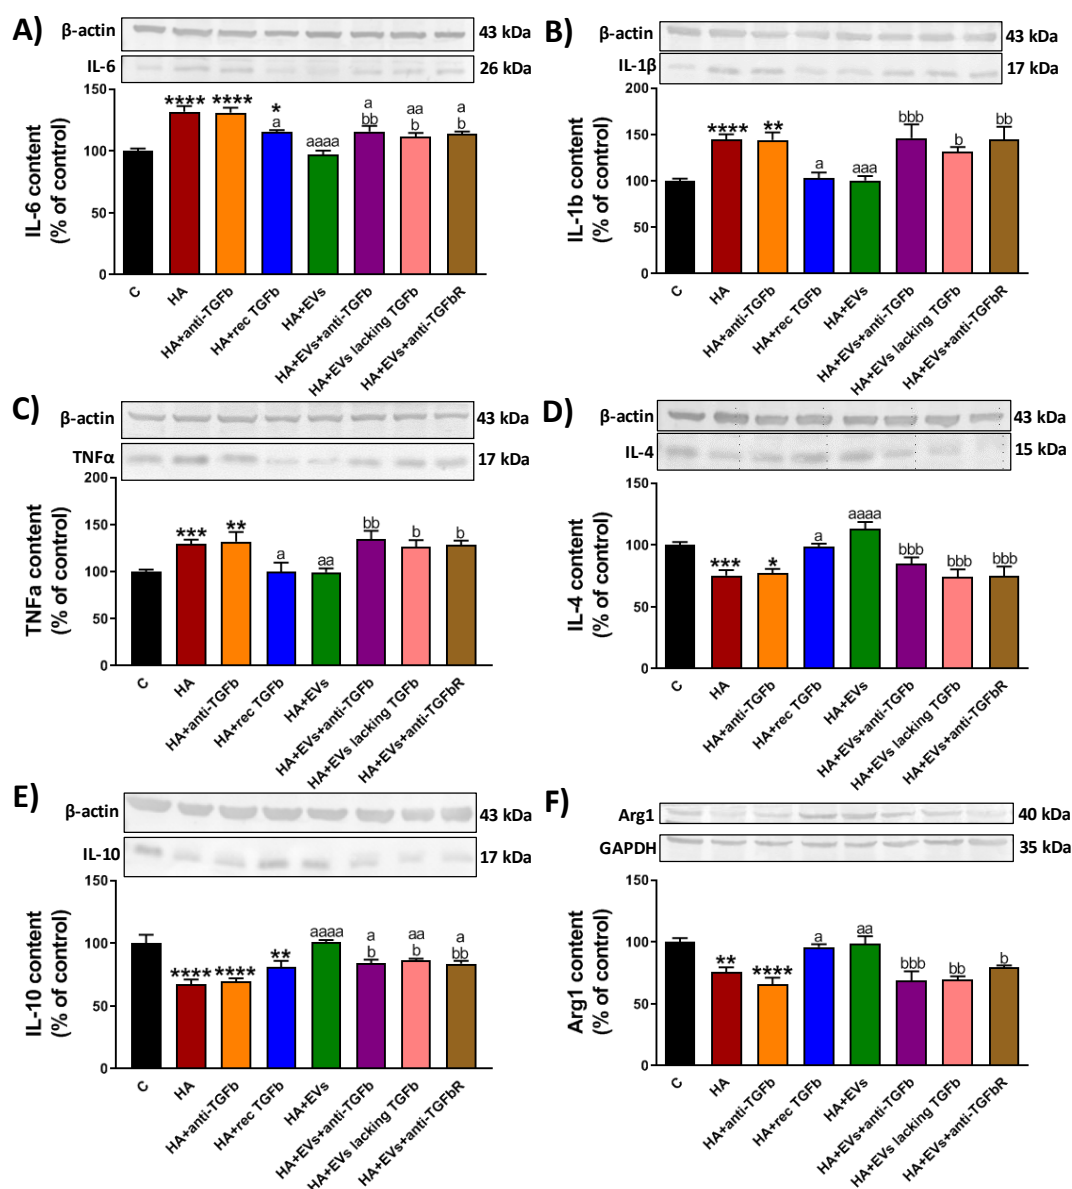 A)
β-actin
43 kDa
IL-6
26 kDa
IL-6 content
(% of control)
150
100
50
0
****
****
*
a
aaaa
a
bb
aa
b
a
b
C
HA
HA+anti-TGFb
HA+rec TGFb
HA+EVs
HA+EVs+anti-TGFb
HA+EVs lacking TGFb
HA+EVs+anti-TGFbR
B)
β-actin
43 kDa
IL-1β
17 kDa
IL-1b content
(% of control)
200
150
100
50
0
****
**
a
aaa
bbb
b
bb
C
HA
HA+anti-TGFb
HA+rec TGFb
HA+EVs
HA+EVs+anti-TGFb
HA+EVs lacking TGFb
HA+EVs+anti-TGFbR
C)
β-actin
43 kDa
TNFα
17 kDa
TNFa content
(% of control)
200
150
100
50
0
***
**
a
aa
bb
b
b
C
HA
HA+anti-TGFb
HA+rec TGFb
HA+EVs
HA+EVs+anti-TGFb
HA+EVs lacking TGFb
HA+EVs+anti-TGFbR
D)
β-actin
43 kDa
IL-4
15 kDa
IL-4 content
(% of control)
150
100
50
0
***
*
a
aaaa
bbb
bbb
bbb
C
HA
HA+anti-TGFb
HA+rec TGFb
HA+EVs
HA+EVs+anti-TGFb
HA+EVs lacking TGFb
HA+EVs+anti-TGFbR
E)
β-actin
43 kDa
IL-10
17 kDa
IL-10 content
(% of control)
150
100
50
0
****
****
**
aaaa
a
b
aa
b
a
bb
C
HA
HA+anti-TGFb
HA+rec TGFb
HA+EVs
HA+EVs+anti-TGFb
HA+EVs lacking TGFb
HA+EVs+anti-TGFbR
F)
Arg1
40 kDa
GAPDH
35 kDa
Arg1 content
(% of control)
150
100
50
0
**
****
a
aa
bbb
bb
b
C
HA
HA+anti-TGFb
HA+rec TGFb
HA+EVs
HA+EVs+anti-TGFb
HA+EVs lacking TGFb
HA+EVs+anti-TGFbR